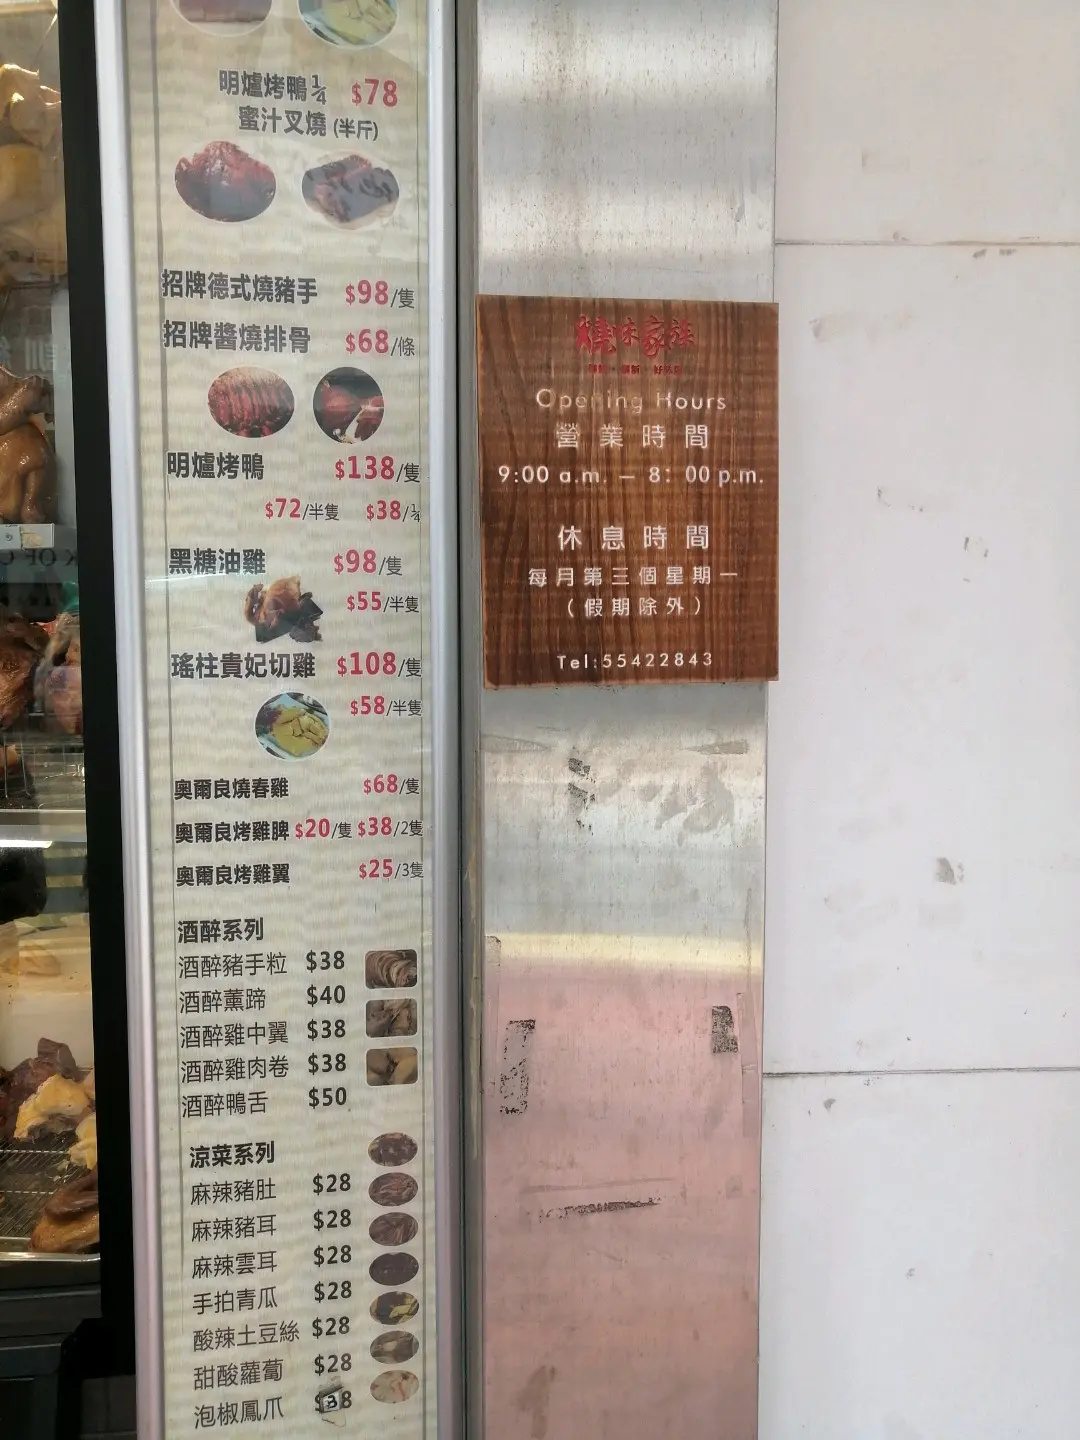 明爐烤鴨¼ $78
蜜汁叉燒 (半斤)
招牌德式燒豬手 $98/隻
招牌醬燒排骨 $68/條
明爐烤鴨 $138/隻
$72/半隻 $38/¼
黑糖油雞 $98/隻
$55/半隻
瑤柱貴妃切雞 $108/隻
$58/半隻
奧爾良燒春雞 $68/隻
奧爾良烤雞脾 $20/隻 $38/2隻
奧爾良烤雞翼 $25/3隻
酒醉系列
酒醉豬手粒 $38
酒醉薰蹄 $40
酒醉雞中翼 $38
酒醉雞肉卷 $38
酒醉鴨舌 $50
涼菜系列
麻辣豬肚 $28
麻辣豬耳 $28
麻辣雲耳 $28
手拍青瓜 $28
酸辣土豆絲 $28
甜酸蘿蔔 $28
泡椒鳳爪 $38
燒味家族
Opening Hours
營業時間
9:00 a.m. — 8:00 p.m.
休息時間
每月第三個星期一
(假期除外)
Tel:55422843